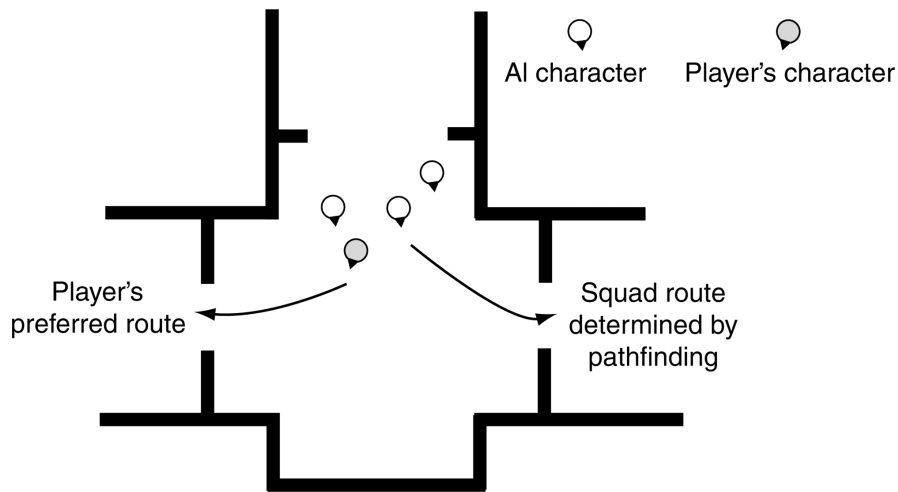 AI character
Player's character
Player's
preferred route
Squad route
determined by
pathfinding